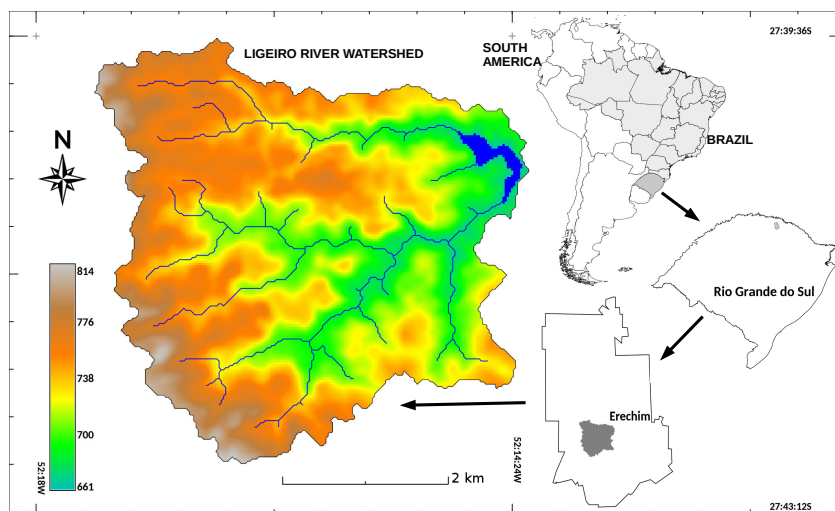 27:39:36S
LIGEIRO RIVER WATERSHED
SOUTH
AMERICA
BRAZIL
N
814
776
738
700
661
Rio Grande do Sul
Erechim
2 km
52:18W
52:14:24W
27:43:12S